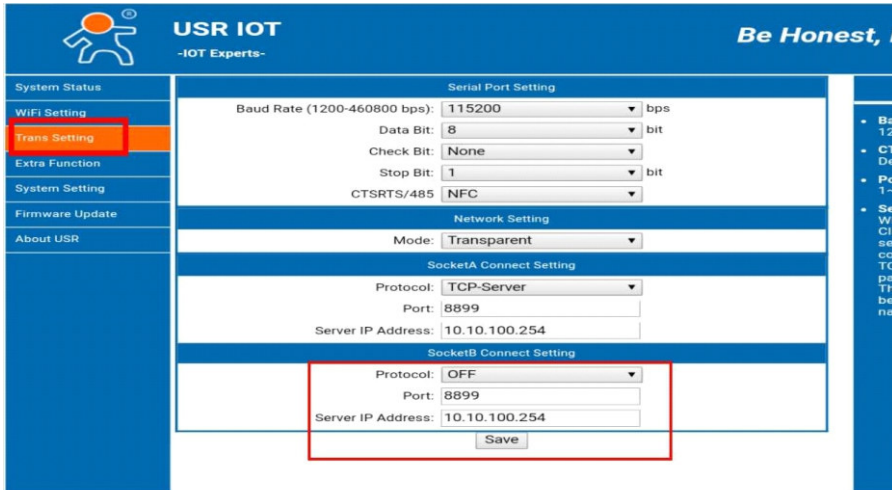 USR IOT
-IOT Experts-
Be Honest,
System Status
WiFi Setting
Trans Setting
Extra Function
System Setting
Firmware Update
About USR
Serial Port Setting
Baud Rate (1200-460800 bps): 115200 bps
Data Bit: 8 bit
Check Bit: None
Stop Bit: 1 bit
CTSRTS/485 NFC
Network Setting
Mode: Transparent
SocketA Connect Setting
Protocol: TCP-Server
Port: 8899
Server IP Address: 10.10.100.254
SocketB Connect Setting
Protocol: OFF
Port: 8899
Server IP Address: 10.10.100.254
Save